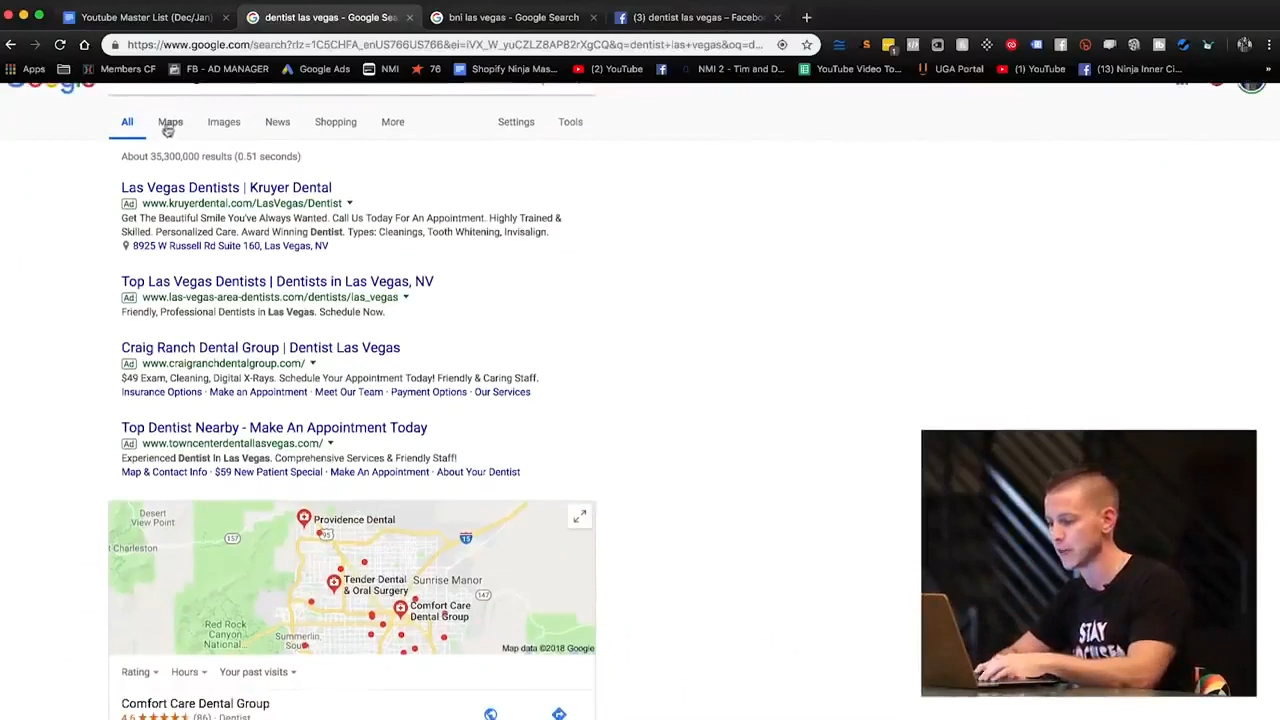 Youtube Master List (Dec/Jan)
dentist las vegas - Google Sea
bni las vegas - Google Search
(3) dentist las vegas – Faceboo
https://www.google.com/search?rlz=1C5CHFA_enUS766US766&ei=iVX_W_yuCZLZ8AP82rXgCQ&q=dentist+las+vegas&oq=d...
Apps
Members CF
FB - AD MANAGER
Google Ads
NMI
76
Shopify Ninja Mas...
(2) YouTube
NMI 2 - Tim and D...
YouTube Video To...
UGA Portal
(1) YouTube
(13) Ninja Inner Ci...
All
Maps
Images
News
Shopping
More
Settings
Tools
About 35,300,000 results (0.51 seconds)
Las Vegas Dentists | Kruyer Dental
Ad www.kruyerdental.com/LasVegas/Dentist
Get The Beautiful Smile You've Always Wanted. Call Us Today For An Appointment. Highly Trained &
Skilled. Personalized Care. Award Winning Dentist. Types: Cleanings, Tooth Whitening, Invisalign.
8925 W Russell Rd Suite 160, Las Vegas, NV
Top Las Vegas Dentists | Dentists in Las Vegas, NV
Ad www.las-vegas-area-dentists.com/dentists/las_vegas
Friendly, Professional Dentists in Las Vegas. Schedule Now.
Craig Ranch Dental Group | Dentist Las Vegas
Ad www.craigranchdentalgroup.com/
$49 Exam, Cleaning, Digital X-Rays. Schedule Your Appointment Today! Friendly & Caring Staff.
Insurance Options · Make an Appointment · Meet Our Team · Payment Options · Our Services
Top Dentist Nearby - Make An Appointment Today
Ad www.towncenterdentallasvegas.com/
Experienced Dentist In Las Vegas. Comprehensive Services & Friendly Staff!
Map & Contact Info · $59 New Patient Special · Make An Appointment · About Your Dentist
Desert
View Point
Charleston
157
95
Providence Dental
15
Tender Dental
& Oral Surgery
Sunrise Manor
147
Comfort Care
Dental Group
Red Rock
Canyon
National...
Summerlin
Sou
Map data ©2018 Google
Rating
Hours
Your past visits
Comfort Care Dental Group
4.6 (86) · Dentist
STAY